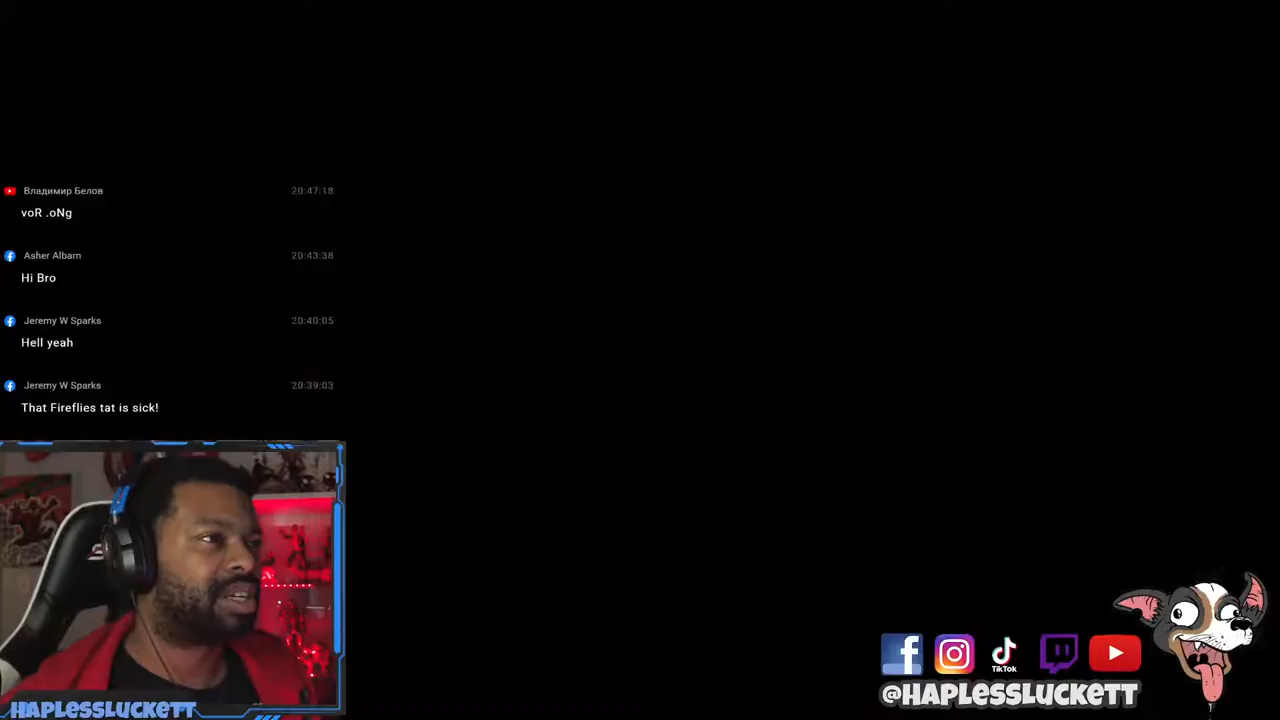 Владимир Белов 20:47:18
voR .oNg
Asher Albarn 20:43:38
Hi Bro
Jeremy W Sparks 20:40:05
Hell yeah
Jeremy W Sparks 20:39:03
That Fireflies tat is sick!
HAPLESSLUCKETT
TikTok
@HAPLESSLUCKETT